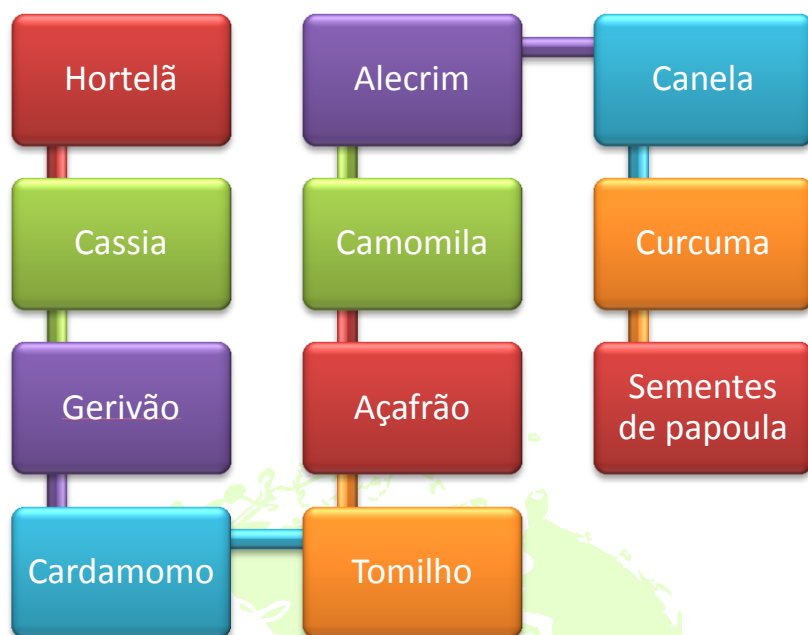 Hortelã
Cassia
Gerivão
Cardamomo
Tomilho
Açafrão
Camomila
Alecrim
Canela
Curcuma
Sementes
de papoula